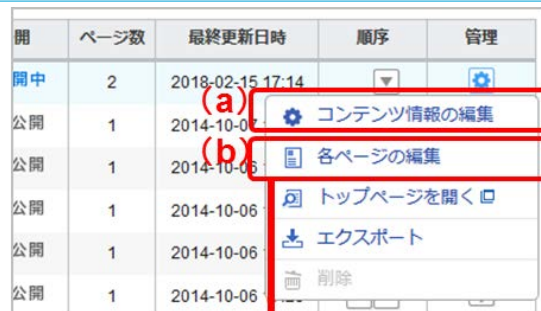 開 ページ数 最終更新日時 順序 管理
開中 2 2018-02-15 17:14
(a) コンテンツ情報の編集
公開 1 2014-10-07
(b) 各ページの編集
公開 1 2014-10-06
トップページを開く
公開 1 2014-10-06
エクスポート
公開 1 2014-10-06
削除
公開 1 2014-10-06